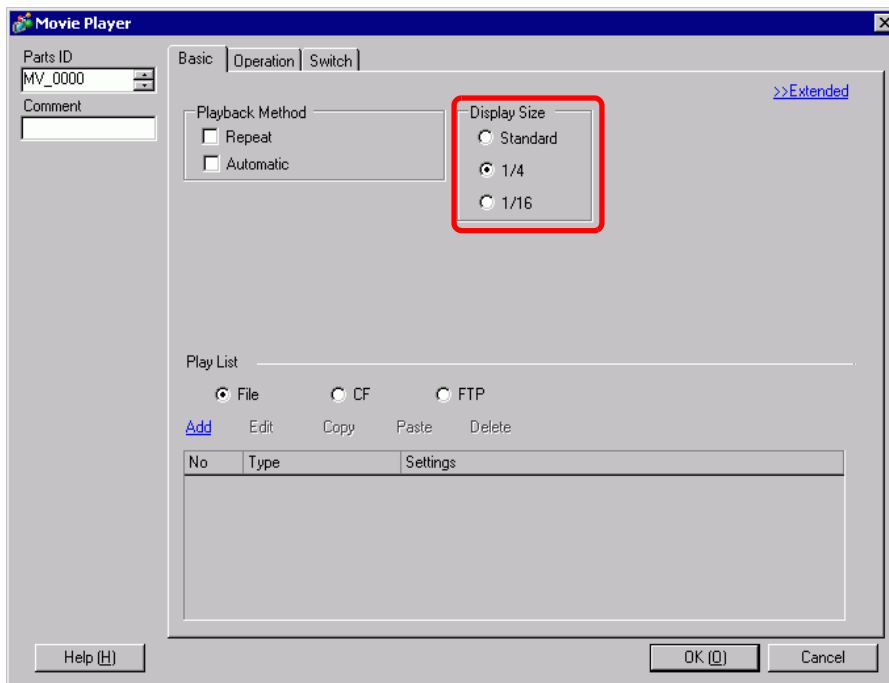 Movie Player
Parts ID
MV_0000
Comment
Basic Operation Switch
>>Extended
Playback Method
Repeat
Automatic
Display Size
Standard
1/4
1/16
Play List
File CF FTP
Add Edit Copy Paste Delete
No Type Settings
Help (H) OK (O) Cancel